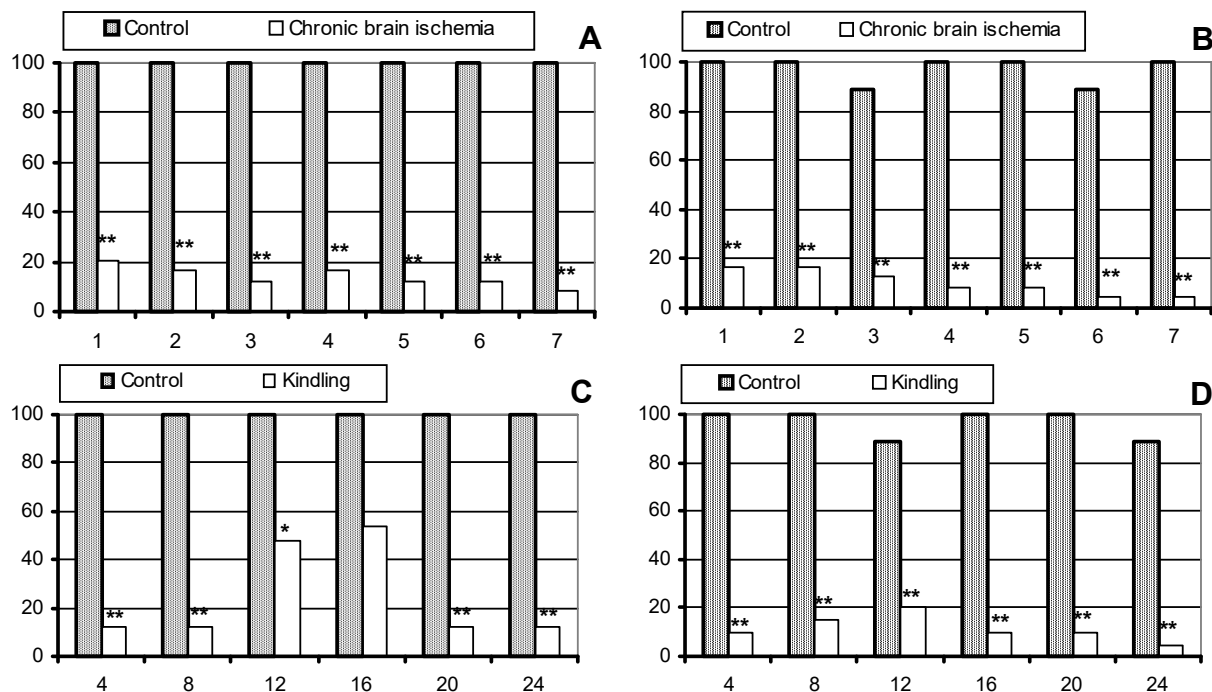 Control Chronic brain ischemia A
100
80
60
40
20
0
** ** ** ** ** ** **
1 2 3 4 5 6 7
Control Chronic brain ischemia B
100
80
60
40
20
0
** ** ** ** ** ** **
1 2 3 4 5 6 7
Control Kindling C
100
80
60
40
20
0
** ** * ** **
4 8 12 16 20 24
Control Kindling D
100
80
60
40
20
0
** ** ** ** ** **
4 8 12 16 20 24